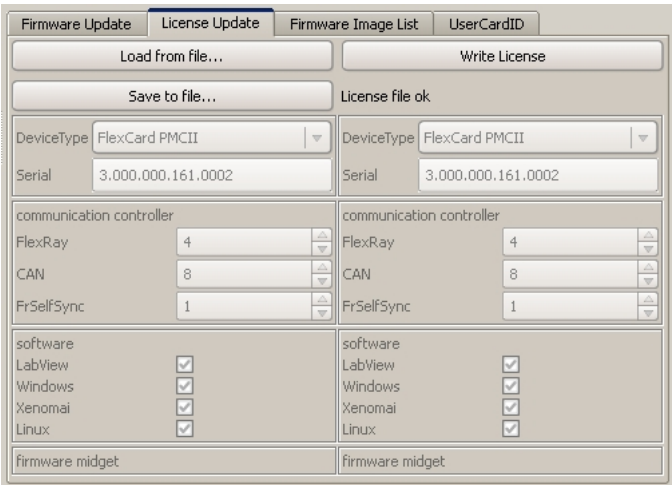 Firmware Update License Update Firmware Image List UserCardID
Load from file... Write License
Save to file... License file ok
DeviceType FlexCard PMCII DeviceType FlexCard PMCII
Serial 3.000.000.161.0002 Serial 3.000.000.161.0002
communication controller communication controller
FlexRay 4 FlexRay 4
CAN 8 CAN 8
FrSelfSync 1 FrSelfSync 1
software software
LabView LabView
Windows Windows
Xenomai Xenomai
Linux Linux
firmware midget firmware midget